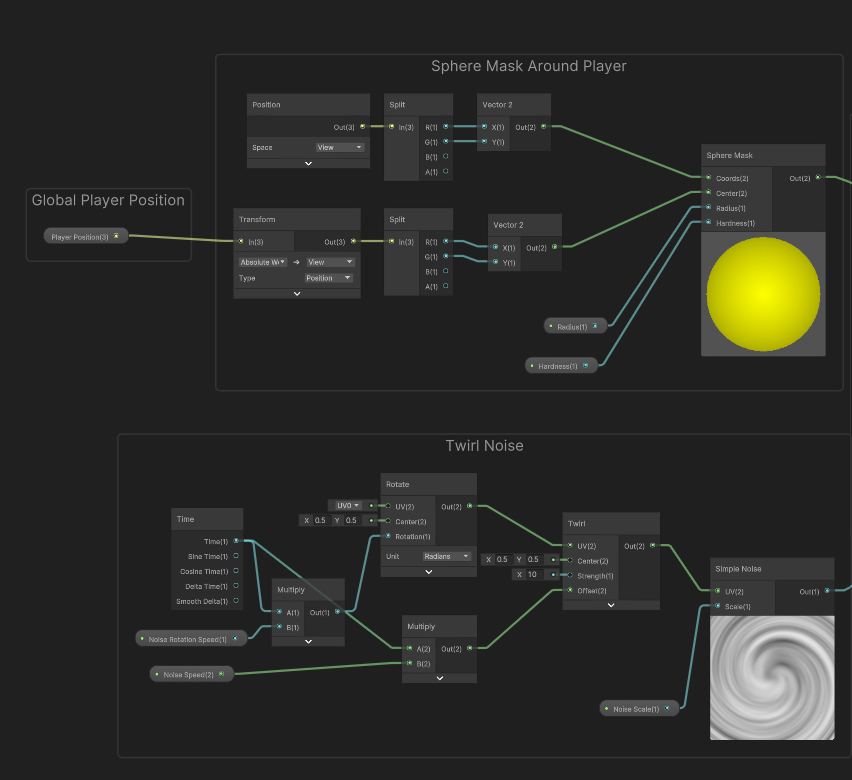 Sphere Mask Around Player
Position
Out(3)
Space
View
Split
In(3)
R(1)
G(1)
B(1)
A(1)
Vector 2
X(1)
Y(1)
Out(2)
Sphere Mask
Coords(2)
Center(2)
Radius(1)
Hardness(1)
Out(2)
Global Player Position
Player Position(3)
Transform
In(3)
Out(3)
Absolute W
View
Type
Position
Split
In(3)
R(1)
G(1)
B(1)
A(1)
Vector 2
X(1)
Y(1)
Out(2)
Radius(1)
Hardness(1)
Twirl Noise
Time
Time(1)
Sine Time(1)
Cosine Time(1)
Delta Time(1)
Smooth Delta(1)
Rotate
UV0
X 0.5 Y 0.5
UV(2)
Center(2)
Rotation(1)
Out(2)
Unit
Radians
Multiply
A(1)
B(1)
Out(1)
Noise Rotation Speed(1)
Noise Speed(2)
Multiply
A(2)
B(2)
Out(2)
Twirl
X 0.5 Y 0.5
X 10
UV(2)
Center(2)
Strength(1)
Offset(2)
Out(2)
Simple Noise
UV(2)
Scale(1)
Out(1)
Noise Scale(1)